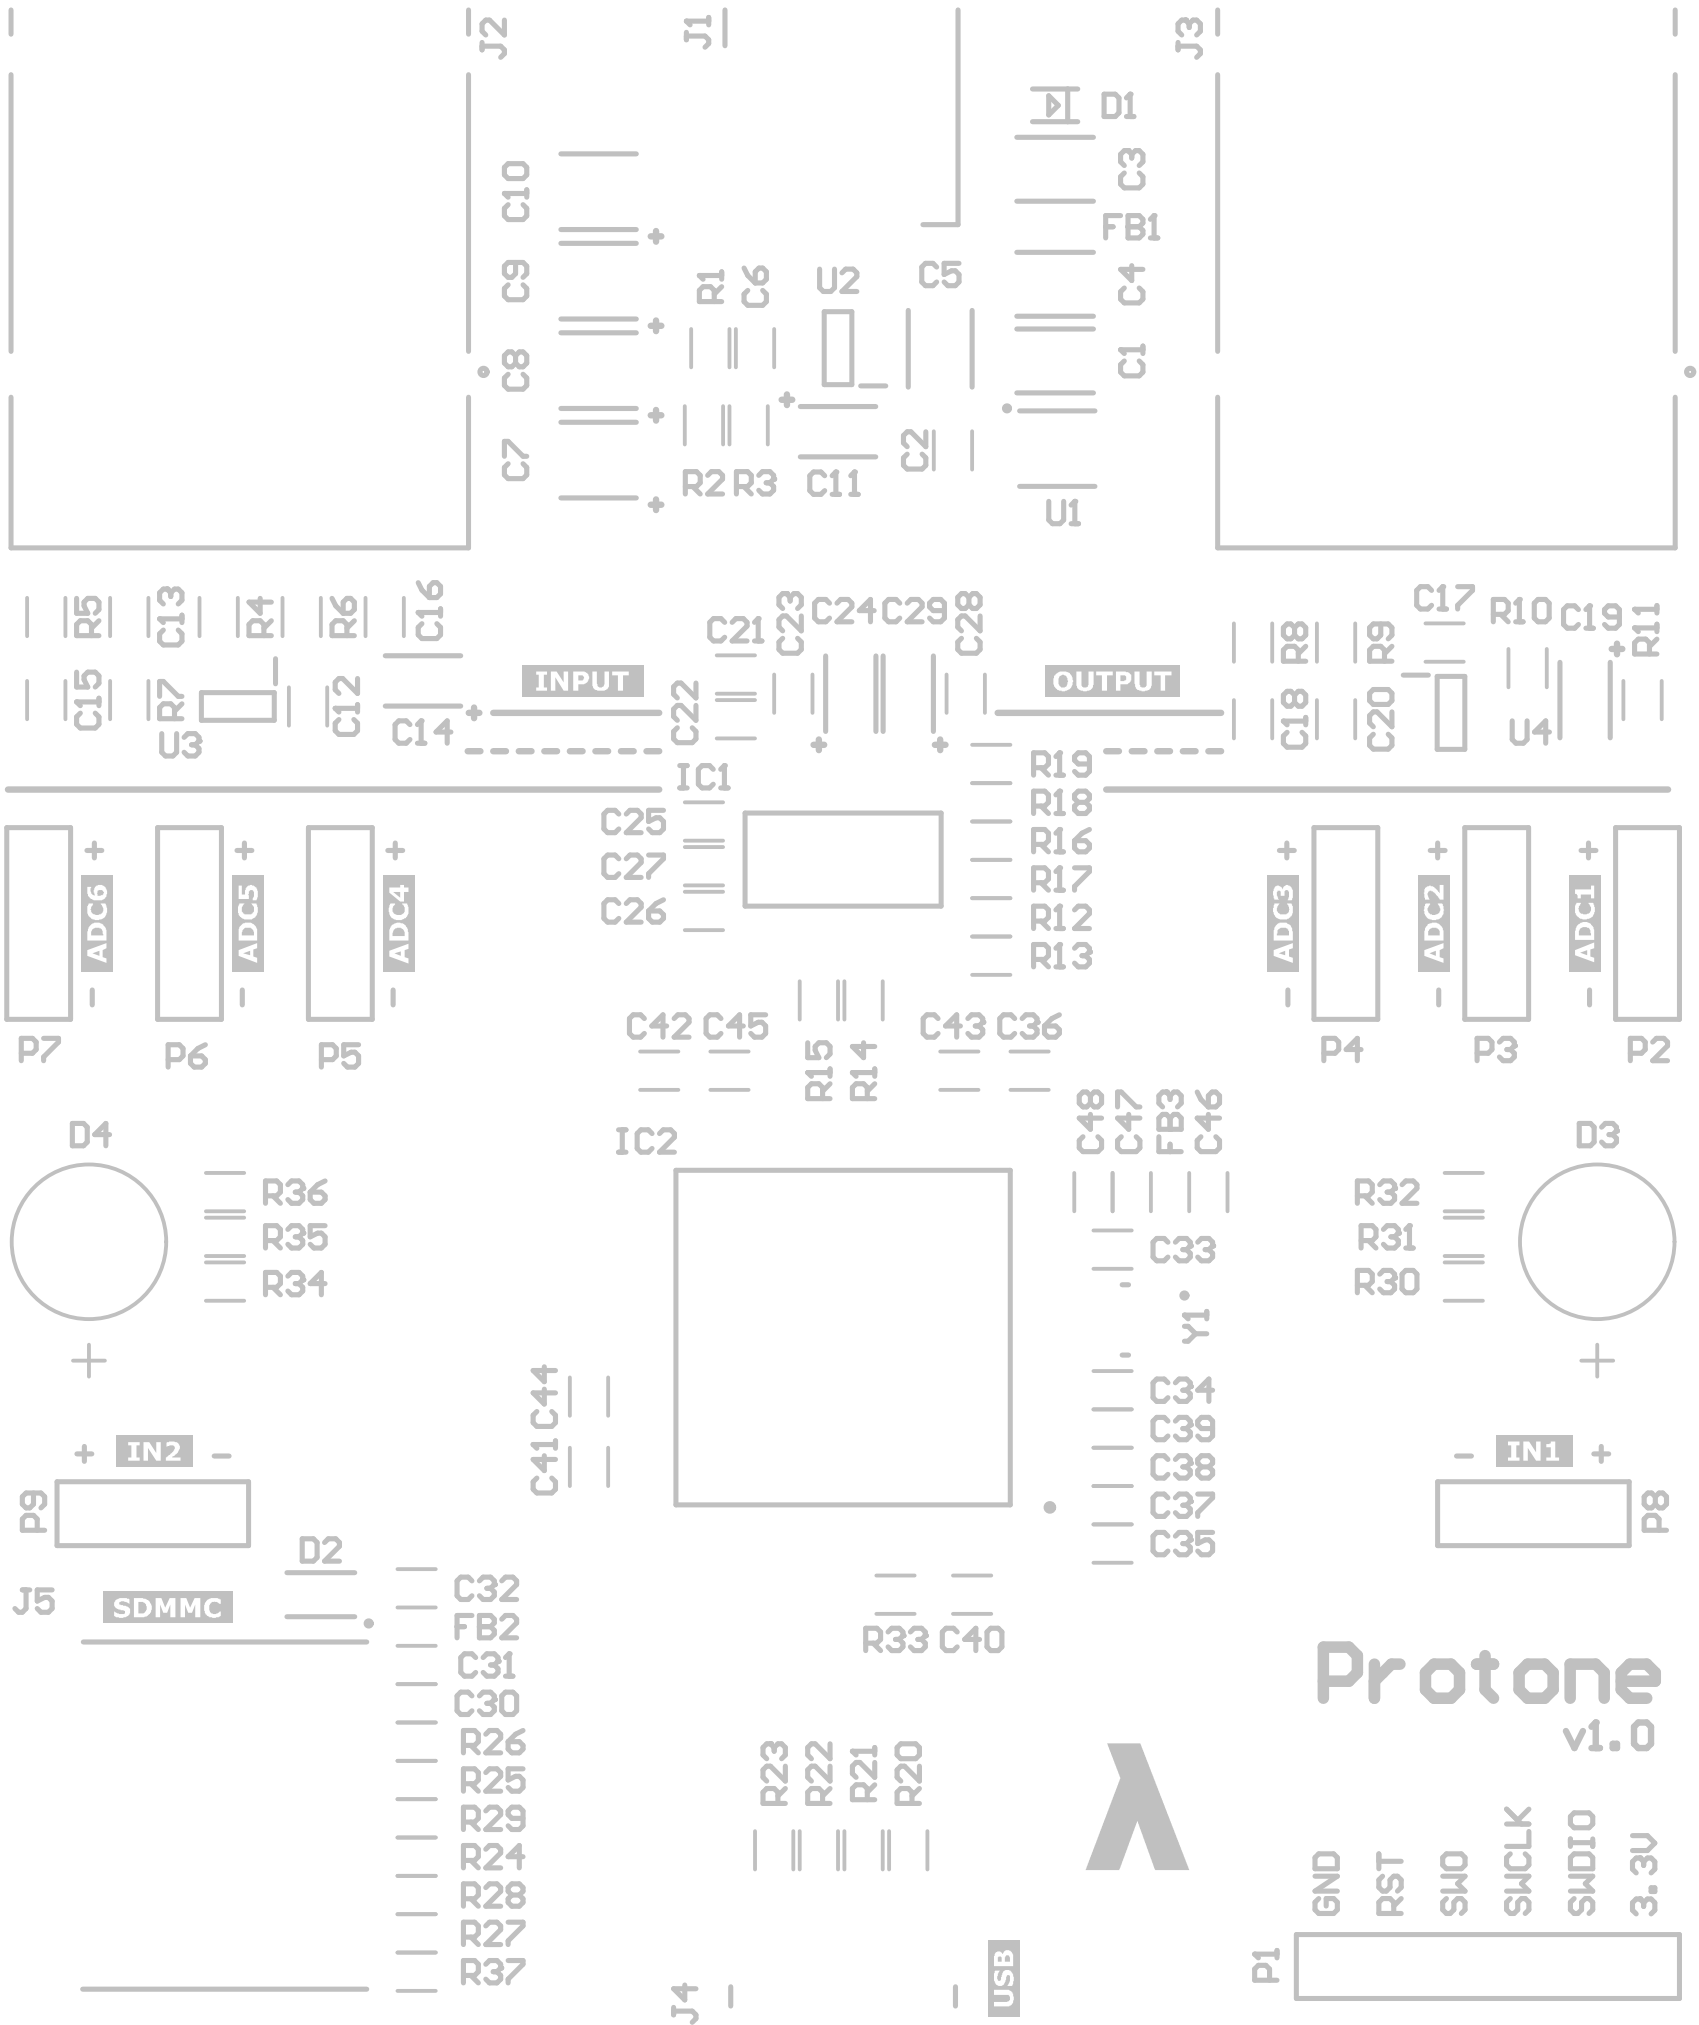 J2
J1
J3
D1
C10
C3
FB1
C9
R1
C6
U2
C5
C4
C8
C1
C7
R2
R3
C11
C2
U1
R5
C13
R4
R6
C16
C21
C23
C24
C29
C28
R8
R9
C17
R10
C19
R11
INPUT
OUTPUT
C15
R7
U3
C12
C14
C22
C18
C20
U4
IC1
R19
R18
C25
R16
C27
R17
C26
R12
R13
+ + + + + +
ADC6
ADC5
ADC4
ADC3
ADC2
ADC1
- - - - - -
P7
P6
P5
C42
C45
R15
R14
C43
C36
P4
P3
P2
D4
IC2
C48
C47
FB3
C46
D3
R36
R35
R34
C33
Y1
R32
R31
R30
C44
C41
C34
C39
C38
C37
C35
+ IN2 -
- IN1 +
P9
P8
D2
J5
SDMMC
C32
FB2
C31
C30
R26
R25
R29
R24
R28
R27
R37
R33
C40
Protone
v1.0
R23
R22
R21
R20
λ
GND
RST
SWO
SWCLK
SWDIO
3.3V
P1
J4
USB